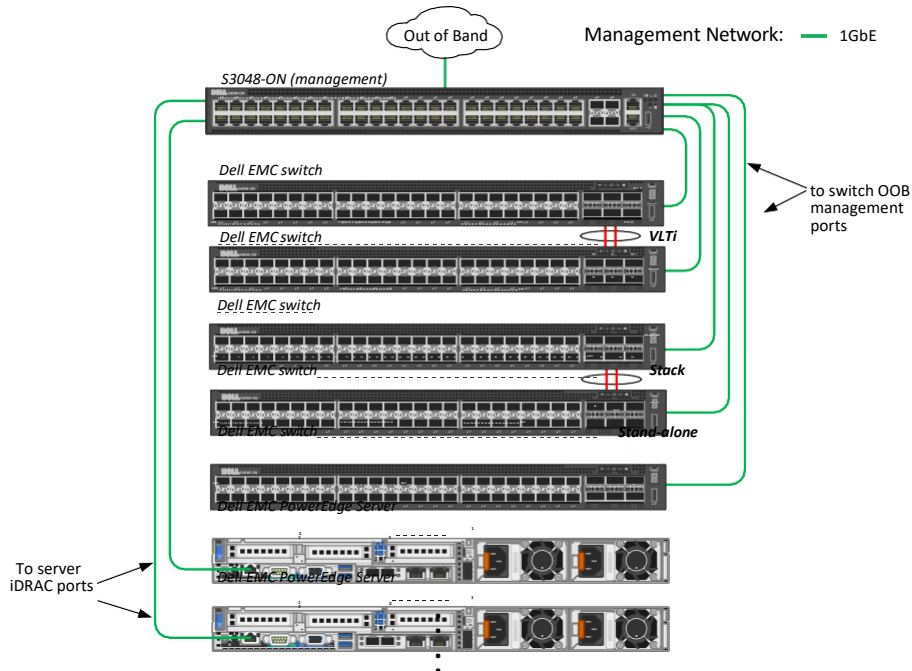 Out of Band
Management Network: 1GbE
S3048-ON (management)
Dell EMC switch
to switch OOB
management
ports
Dell EMC switch
VLTi
Dell EMC switch
Dell EMC switch
Stack
Dell EMC switch
Stand-alone
Dell EMC PowerEdge Server
To server
iDRAC ports
Dell EMC PowerEdge Server